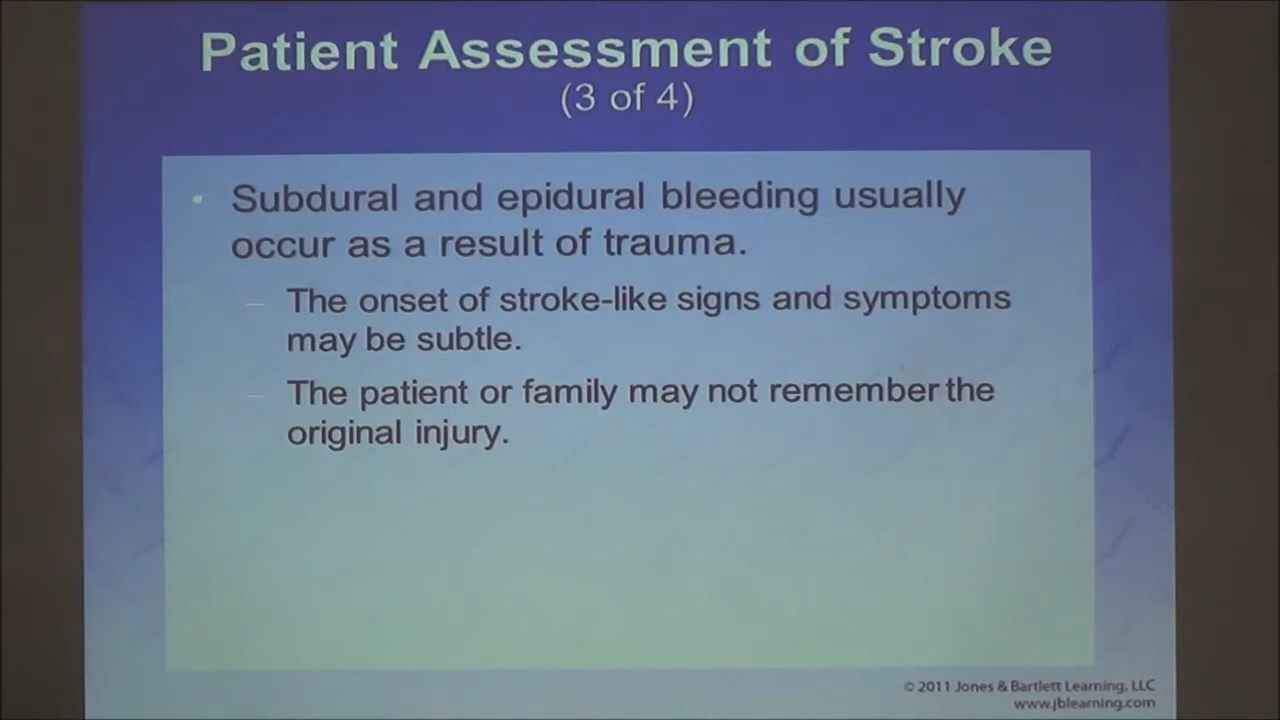 Patient Assessment of Stroke
(3 of 4)
• Subdural and epidural bleeding usually
occur as a result of trauma.
– The onset of stroke-like signs and symptoms
may be subtle.
– The patient or family may not remember the
original injury.
© 2011 Jones & Bartlett Learning, LLC
www.jblearning.com